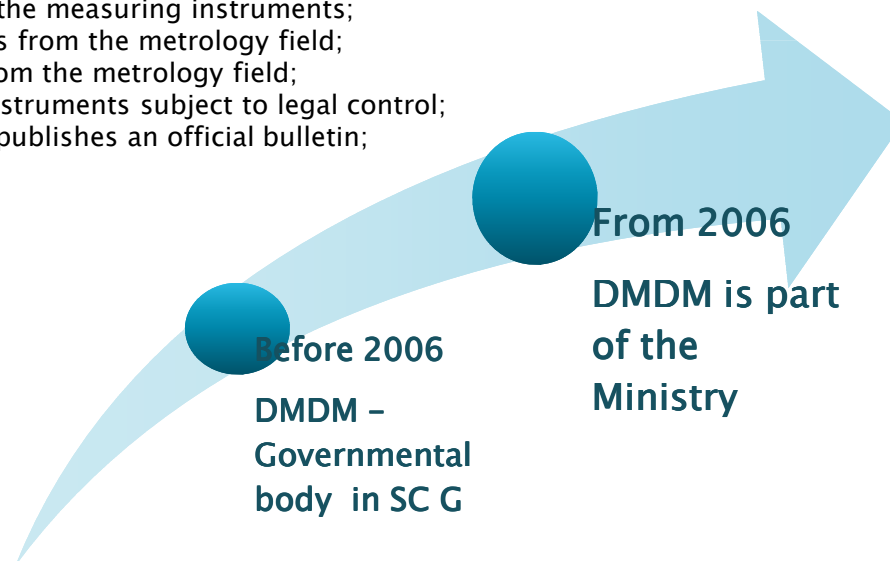 the measuring instruments;
s from the metrology field;
om the metrology field;
struments subject to legal control;
publishes an official bulletin;
From 2006
DMDM is part
of the
Ministry
Before 2006
DMDM –
Governmental
body in SC G